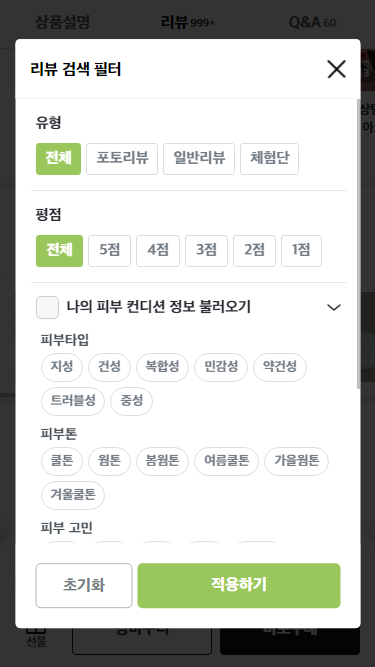 상품설명 리뷰 999+ Q&A 60
리뷰 검색 필터
유형
전체 포토리뷰 일반리뷰 체험단
평점
전체 5점 4점 3점 2점 1점
나의 피부 컨디션 정보 불러오기
피부타입
지성 건성 복합성 민감성 약건성
트러블성 중성
피부톤
쿨톤 웜톤 봄웜톤 여름쿨톤 가을웜톤
겨울쿨톤
피부 고민
초기화 적용하기
선물